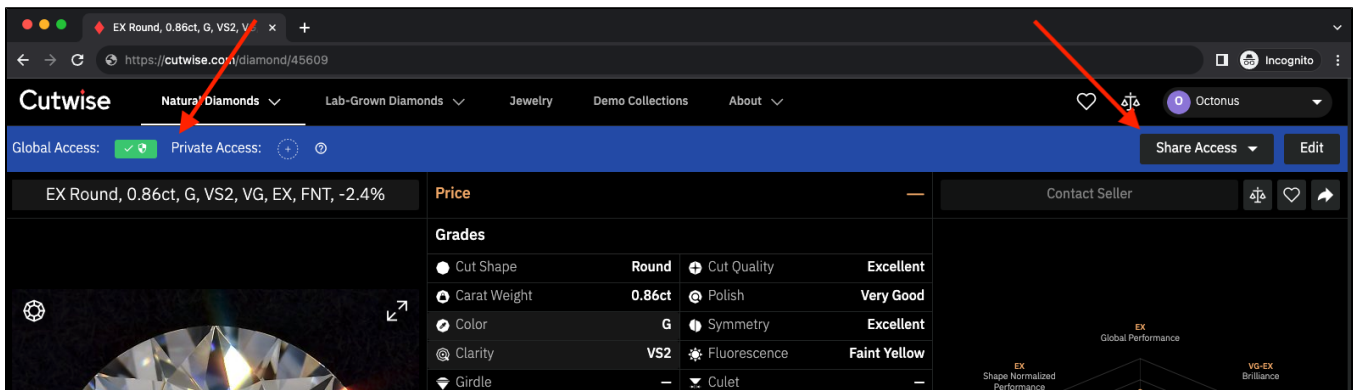 EX Round, 0.86ct, G, VS2, V
https://cutwise.com/diamond/45609
Incognito
Cutwise
Natural Diamonds
Lab-Grown Diamonds
Jewelry
Demo Collections
About
O Octonus
Global Access:
Private Access:
Share Access
Edit
EX Round, 0.86ct, G, VS2, VG, EX, FNT, -2.4%
Price —
Contact Seller
Grades
Cut Shape Round
Cut Quality Excellent
Carat Weight 0.86ct
Polish Very Good
Color G
Symmetry Excellent
Clarity VS2
Fluorescence Faint Yellow
Girdle –
Culet –
EX
Global Performance
EX
Shape Normalized
Performance
VG-EX
Brilliance